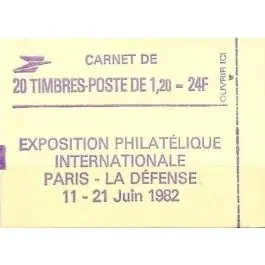 CARNET DE
20 TIMBRES-POSTE DE 1,20 = 24F
OUVRIR ICI
EXPOSITION PHILATÉLIQUE
INTERNATIONALE
PARIS - LA DÉFENSE
11 - 21 Juin 1982